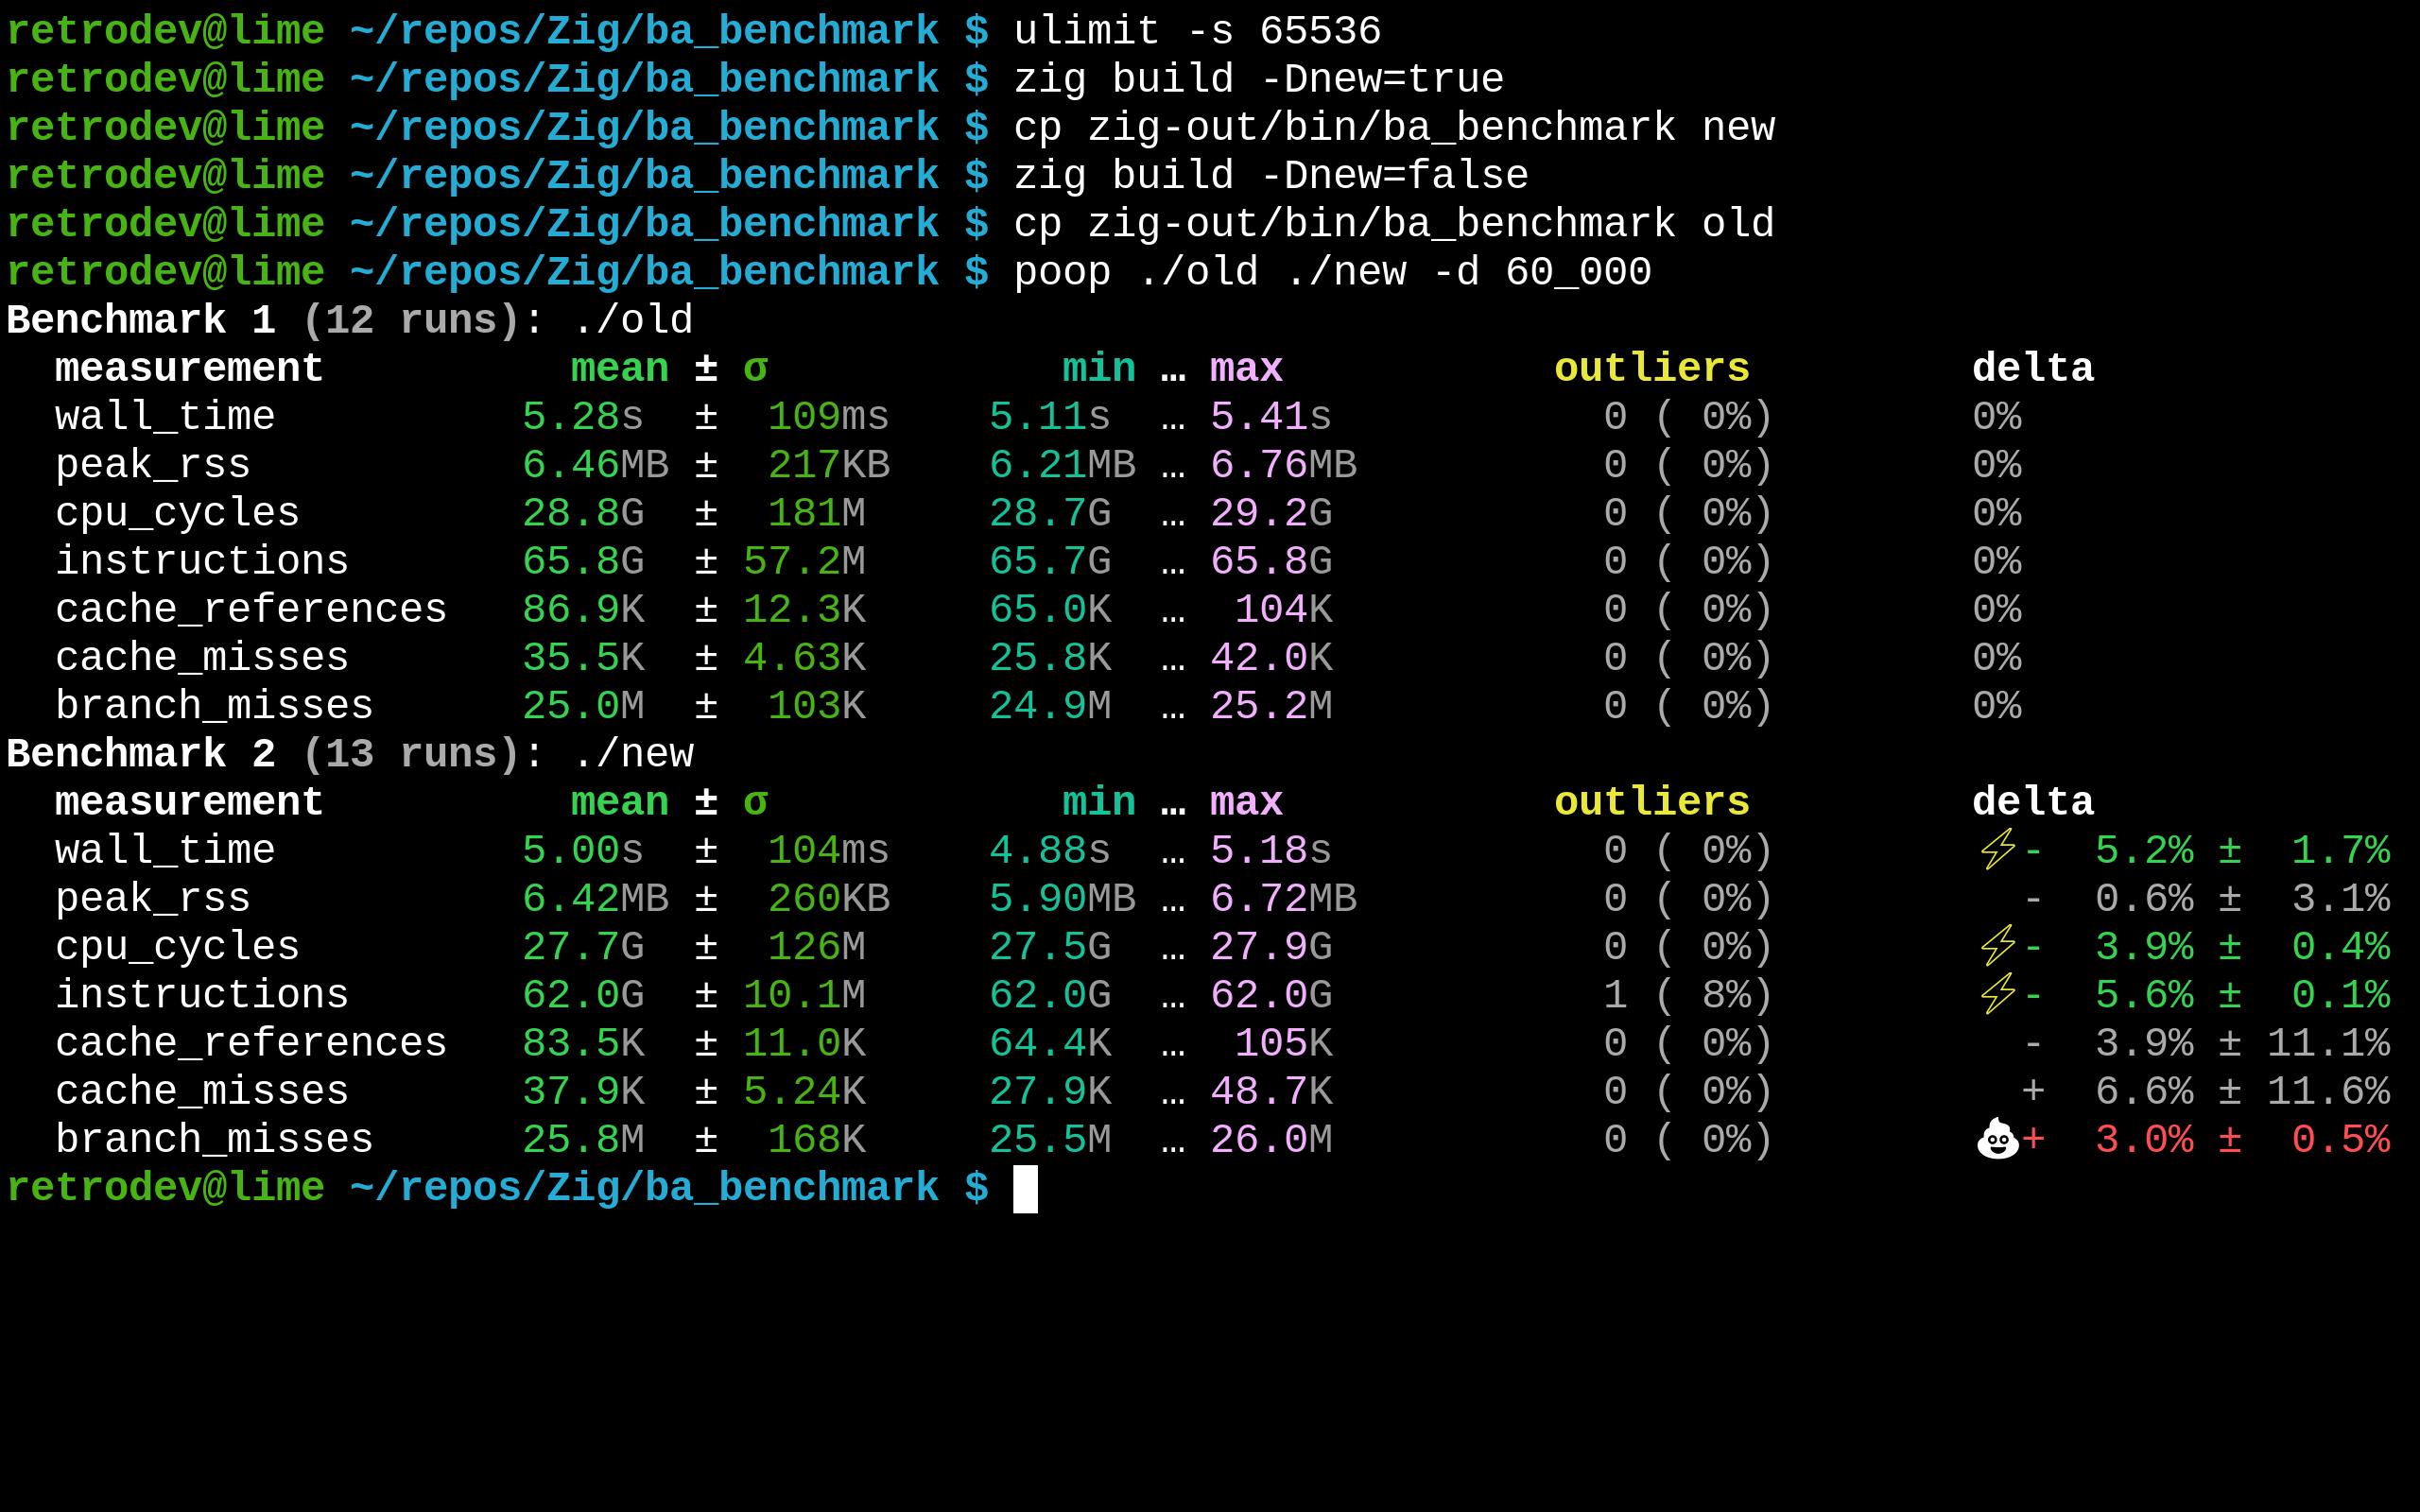 retrodev@lime ~/repos/Zig/ba_benchmark $ ulimit -s 65536
retrodev@lime ~/repos/Zig/ba_benchmark $ zig build -Dnew=true
retrodev@lime ~/repos/Zig/ba_benchmark $ cp zig-out/bin/ba_benchmark new
retrodev@lime ~/repos/Zig/ba_benchmark $ zig build -Dnew=false
retrodev@lime ~/repos/Zig/ba_benchmark $ cp zig-out/bin/ba_benchmark old
retrodev@lime ~/repos/Zig/ba_benchmark $ poop ./old ./new -d 60_000
Benchmark 1 (12 runs): ./old
  measurement          mean ± σ            min … max           outliers         delta
  wall_time          5.28s  ±  109ms    5.11s  … 5.41s           0 ( 0%)        0%
  peak_rss           6.46MB ±  217KB    6.21MB … 6.76MB          0 ( 0%)        0%
  cpu_cycles         28.8G  ±  181M     28.7G  … 29.2G           0 ( 0%)        0%
  instructions       65.8G  ± 57.2M     65.7G  … 65.8G           0 ( 0%)        0%
  cache_references   86.9K  ± 12.3K     65.0K  …  104K           0 ( 0%)        0%
  cache_misses       35.5K  ± 4.63K     25.8K  … 42.0K           0 ( 0%)        0%
  branch_misses      25.0M  ±  103K     24.9M  … 25.2M           0 ( 0%)        0%
Benchmark 2 (13 runs): ./new
  measurement          mean ± σ            min … max           outliers         delta
  wall_time          5.00s  ±  104ms    4.88s  … 5.18s           0 ( 0%)        ⚡-  5.2% ±  1.7%
  peak_rss           6.42MB ±  260KB    5.90MB … 6.72MB          0 ( 0%)          -  0.6% ±  3.1%
  cpu_cycles         27.7G  ±  126M     27.5G  … 27.9G           0 ( 0%)        ⚡-  3.9% ±  0.4%
  instructions       62.0G  ± 10.1M     62.0G  … 62.0G           1 ( 8%)        ⚡-  5.6% ±  0.1%
  cache_references   83.5K  ± 11.0K     64.4K  …  105K           0 ( 0%)          -  3.9% ± 11.1%
  cache_misses       37.9K  ± 5.24K     27.9K  … 48.7K           0 ( 0%)          +  6.6% ± 11.6%
  branch_misses      25.8M  ±  168K     25.5M  … 26.0M           0 ( 0%)        💩+  3.0% ±  0.5%
retrodev@lime ~/repos/Zig/ba_benchmark $